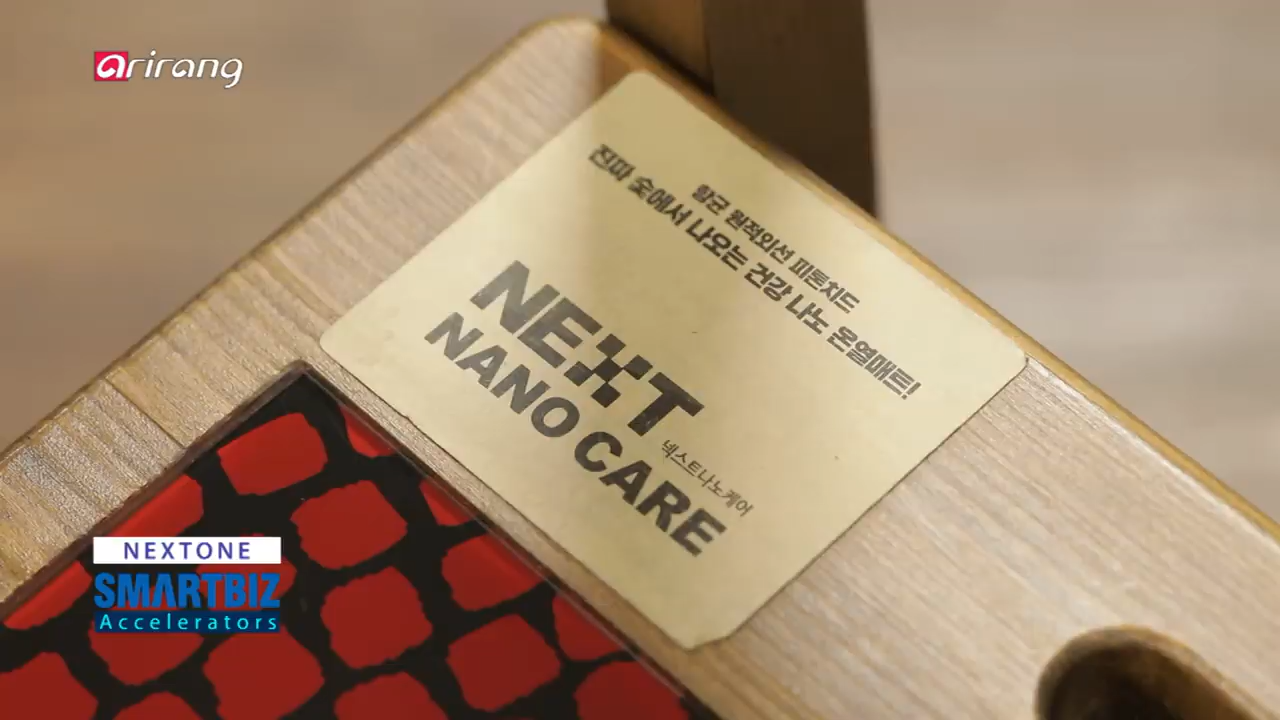 arirang
항균 원적외선 피톤치드
진파 숯에서 나오는 건강 나노 온열매트!
NEXT
NANO CARE
넥스트나노케어
NEXTONE
SMARTBIZ
Accelerators